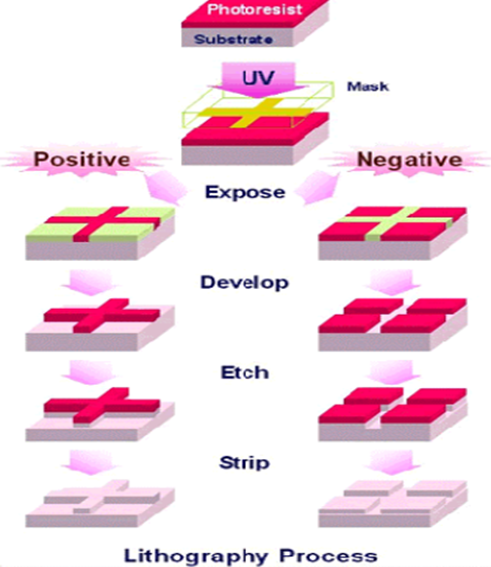 Photoresist
Substrate
UV
Mask
Positive
Negative
Expose
Develop
Etch
Strip
Lithography Process